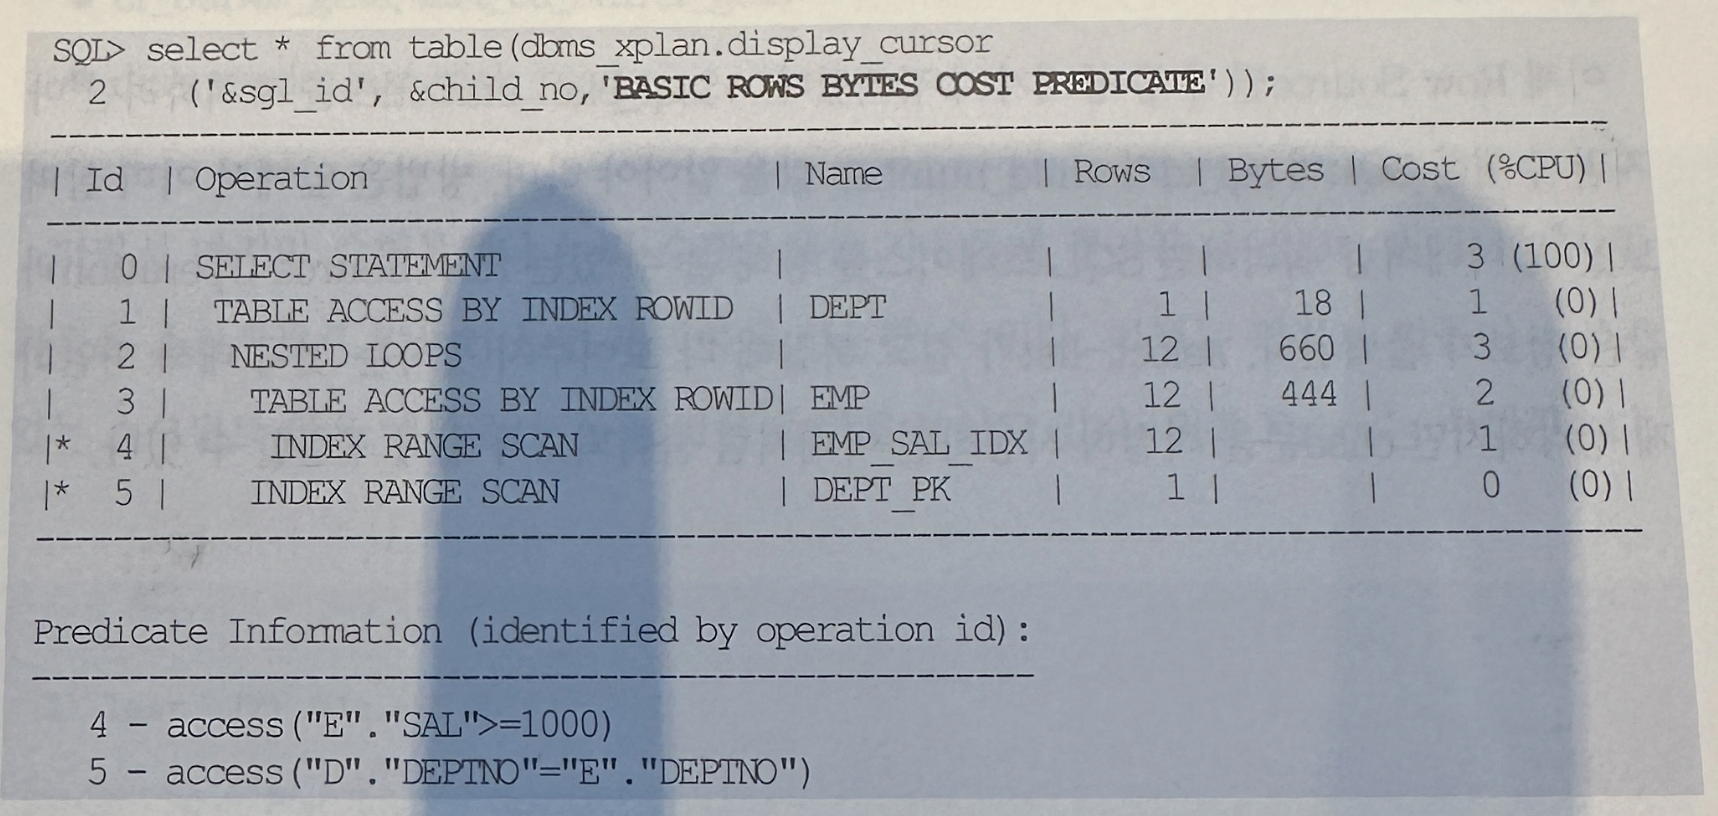 SQL> select * from table(dbms_xplan.display_cursor
2 ('&sgl_id', &child_no,'BASIC ROWS BYTES COST PREDICATE'));
----------------------------------------------------------------------------------
| Id | Operation | Name | Rows | Bytes | Cost (%CPU)|
----------------------------------------------------------------------------------
| 0 | SELECT STATEMENT | | | | 3 (100)|
| 1 | TABLE ACCESS BY INDEX ROWID | DEPT | 1 | 18 | 1 (0)|
| 2 | NESTED LOOPS | | 12 | 660 | 3 (0)|
| 3 | TABLE ACCESS BY INDEX ROWID| EMP | 12 | 444 | 2 (0)|
|* 4 | INDEX RANGE SCAN | EMP_SAL_IDX | 12 | | 1 (0)|
|* 5 | INDEX RANGE SCAN | DEPT_PK | 1 | | 0 (0)|
----------------------------------------------------------------------------------
Predicate Information (identified by operation id):
---------------------------------------------------
4 - access("E"."SAL">=1000)
5 - access("D"."DEPTNO"="E"."DEPTNO")